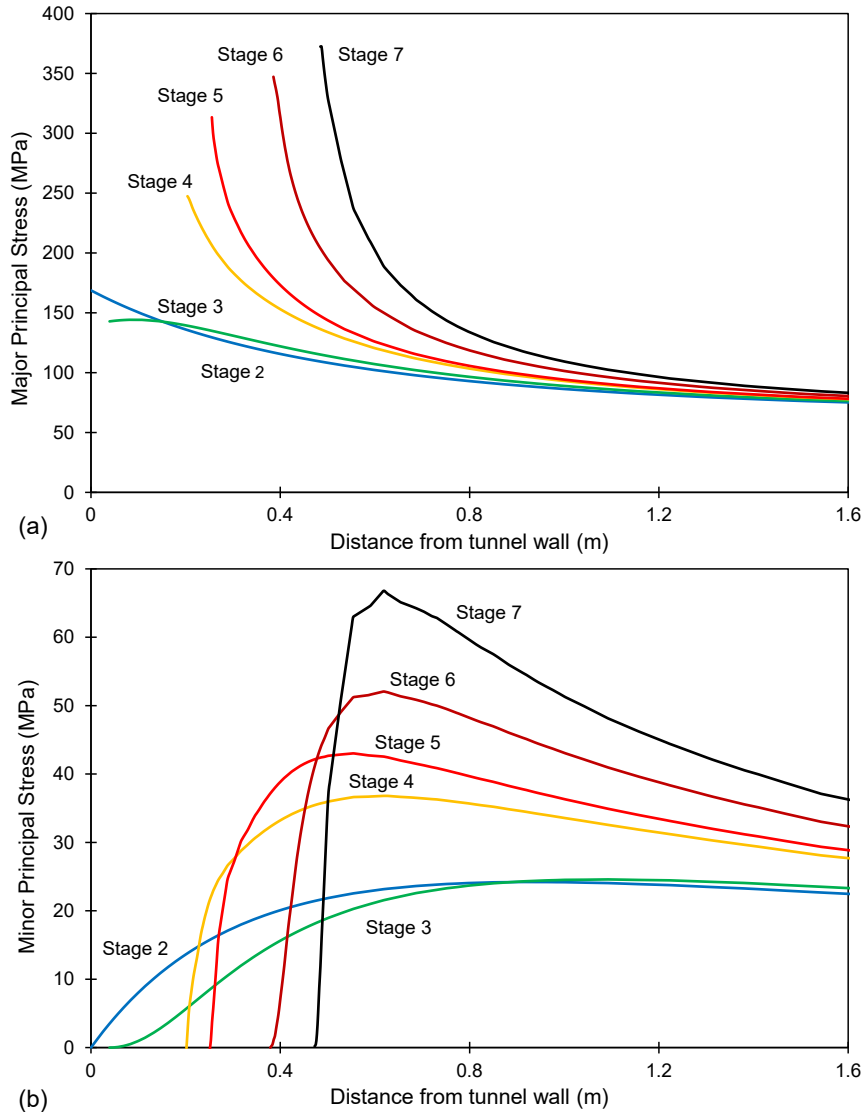 400
350
300
250
200
150
100
50
0
Major Principal Stress (MPa)
Stage 6
Stage 7
Stage 5
Stage 4
Stage 3
Stage 2
0
0.4
0.8
1.2
1.6
(a)
Distance from tunnel wall (m)
70
60
50
40
30
20
10
0
Minor Principal Stress (MPa)
Stage 7
Stage 6
Stage 5
Stage 4
Stage 2
Stage 3
0
0.4
0.8
1.2
1.6
(b)
Distance from tunnel wall (m)